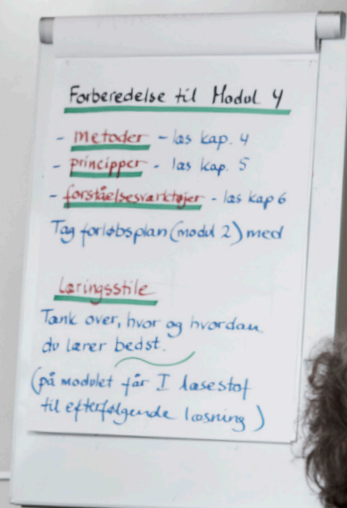 Forberedelse til Modul 4
- metoder - læs kap. 4
- principper - læs kap. 5
- forståelsesværktøjer - læs kap 6
Tag forløbsplan (modul 2) med
Læringsstile
Tænk over, hvor og hvordan
du lærer bedst.
(på modulet får I læsestof
til efterfølgende læsning)